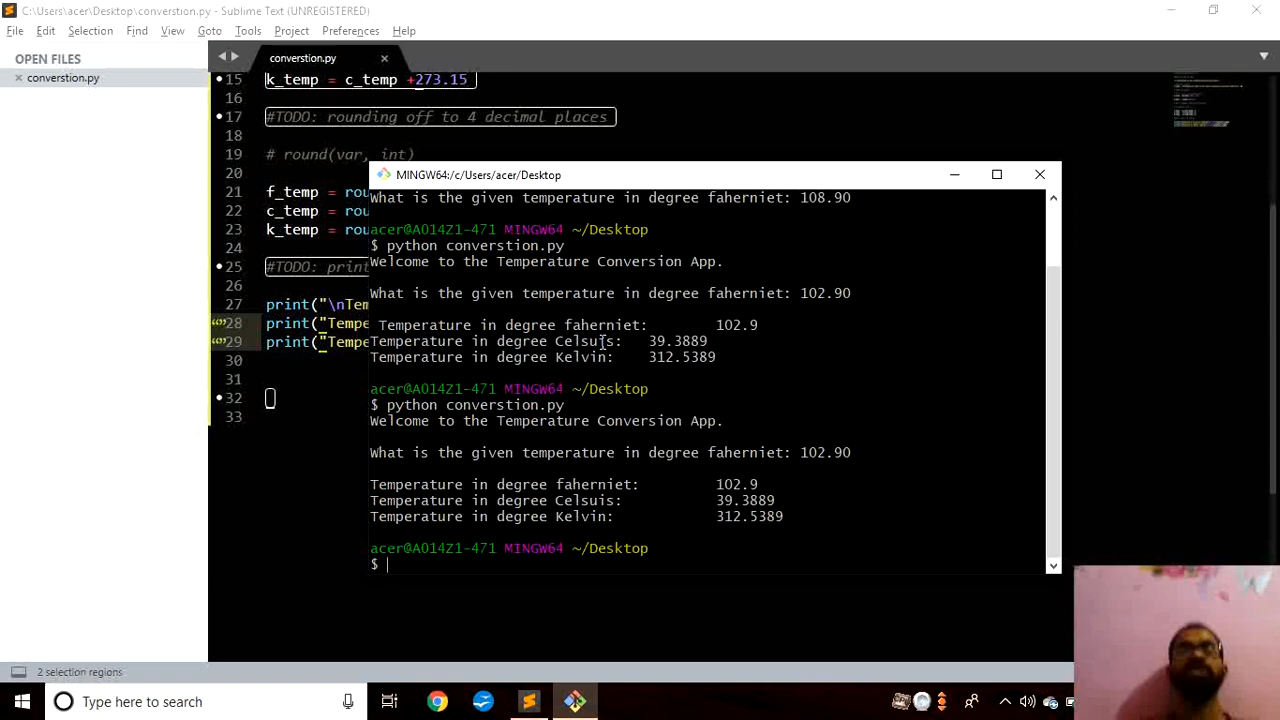 C:\Users\acer\Desktop\converstion.py - Sublime Text (UNREGISTERED)
File Edit Selection Find View Goto Tools Project Preferences Help
OPEN FILES
converstion.py
converstion.py
15 k_temp = c_temp +273.15
16
17 #TODO: rounding off to 4 decimal places
18
19 # round(var, int)
20
21 f_temp = rou
22 c_temp = rou
23 k_temp = rou
24
25 #TODO: print
26
27 print("\nTem
28 print("Tempe
29 print("Tempe
30
31
32
33
MINGW64:/c/Users/acer/Desktop
What is the given temperature in degree faherniet: 108.90
acer@AO14Z1-471 MINGW64 ~/Desktop
$ python converstion.py
Welcome to the Temperature Conversion App.
What is the given temperature in degree faherniet: 102.90
Temperature in degree faherniet: 102.9
Temperature in degree Celsuis: 39.3889
Temperature in degree Kelvin: 312.5389
acer@AO14Z1-471 MINGW64 ~/Desktop
$ python converstion.py
Welcome to the Temperature Conversion App.
What is the given temperature in degree faherniet: 102.90
Temperature in degree faherniet: 102.9
Temperature in degree Celsuis: 39.3889
Temperature in degree Kelvin: 312.5389
acer@AO14Z1-471 MINGW64 ~/Desktop
$
2 selection regions
Type here to search